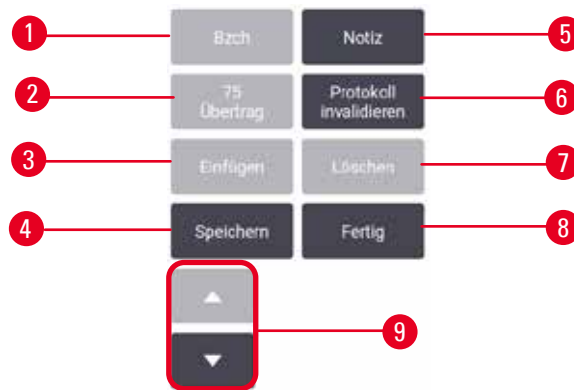 1
Bzch
Notiz
5
2
75
Übertrag
Protokoll
invalidieren
6
3
Einfügen
Löschen
7
4
Speichern
Fertig
8
9